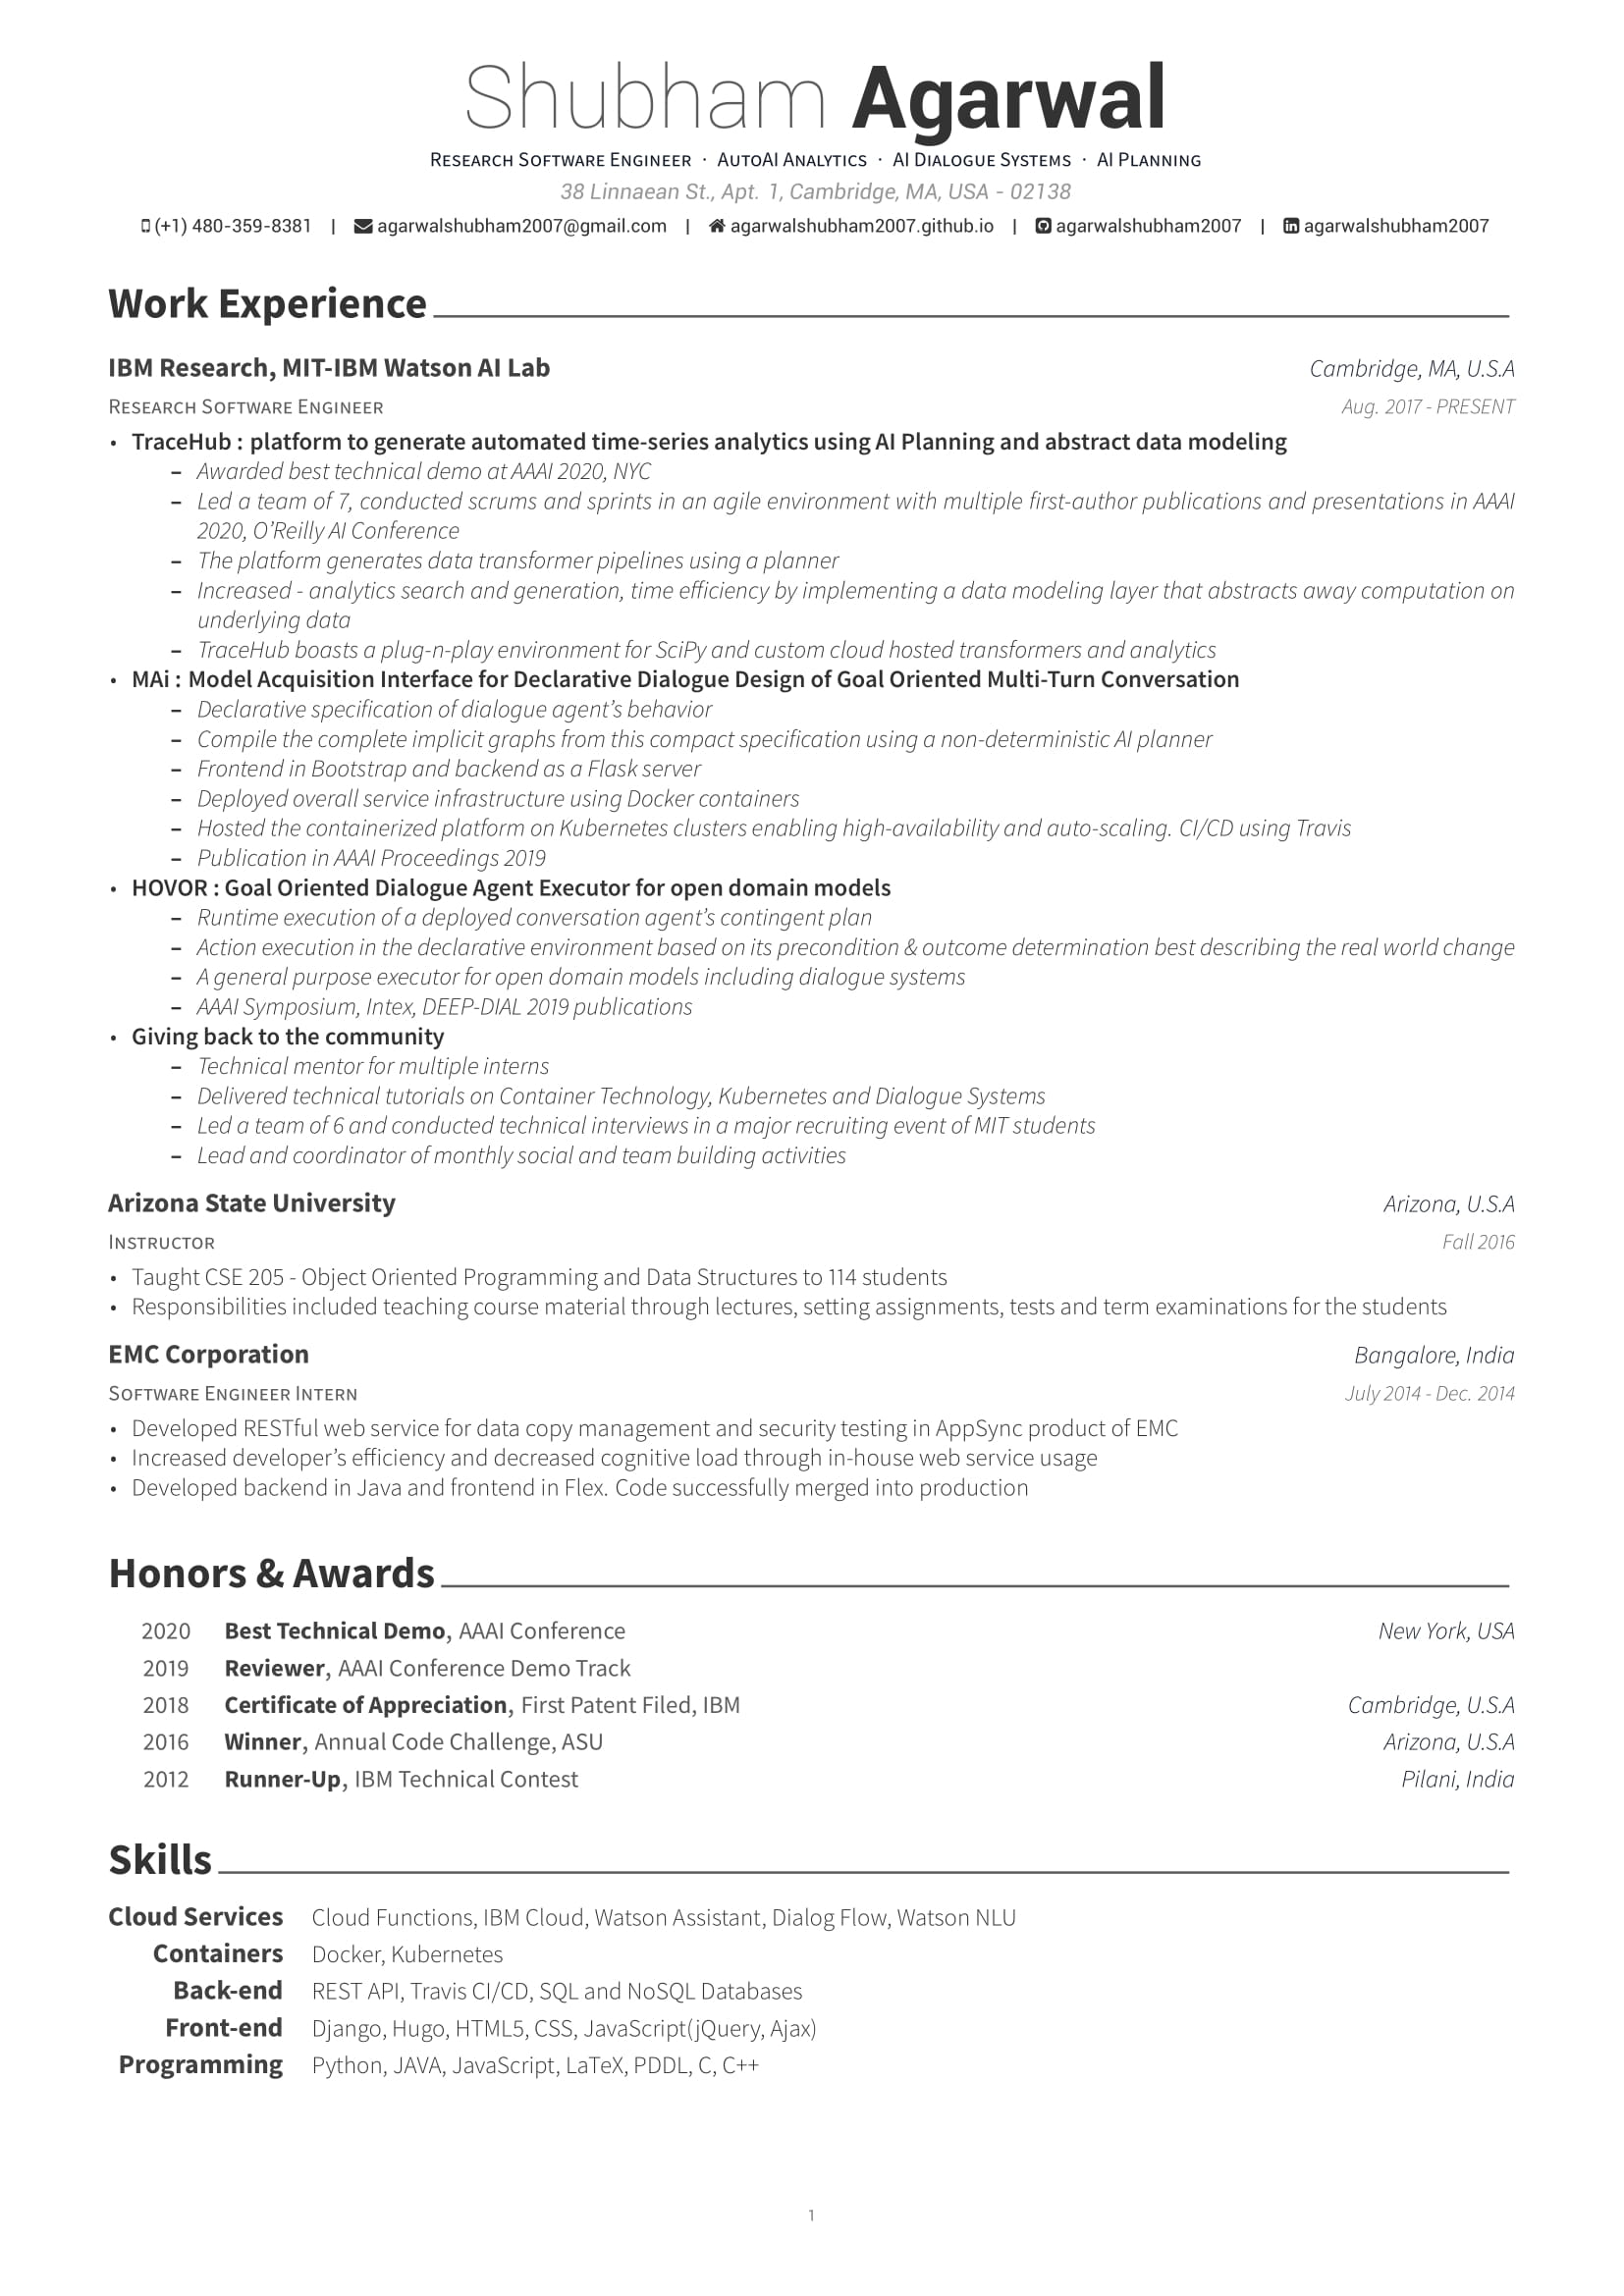 Shubham Agarwal
Research Software Engineer · AutoAI Analytics · AI Dialogue Systems · AI Planning
38 Linnaean St., Apt. 1, Cambridge, MA, USA - 02138
(+1) 480-359-8381 | agarwalshubham2007@gmail.com | agarwalshubham2007.github.io | agarwalshubham2007 | agarwalshubham2007
Work Experience
IBM Research, MIT-IBM Watson AI Lab Cambridge, MA, U.S.A
Research Software Engineer Aug. 2017 - PRESENT
• TraceHub : platform to generate automated time-series analytics using AI Planning and abstract data modeling
– Awarded best technical demo at AAAI 2020, NYC
– Led a team of 7, conducted scrums and sprints in an agile environment with multiple first-author publications and presentations in AAAI
2020, O’Reilly AI Conference
– The platform generates data transformer pipelines using a planner
– Increased - analytics search and generation, time efficiency by implementing a data modeling layer that abstracts away computation on
underlying data
– TraceHub boasts a plug-n-play environment for SciPy and custom cloud hosted transformers and analytics
• MAi : Model Acquisition Interface for Declarative Dialogue Design of Goal Oriented Multi-Turn Conversation
– Declarative specification of dialogue agent’s behavior
– Compile the complete implicit graphs from this compact specification using a non-deterministic AI planner
– Frontend in Bootstrap and backend as a Flask server
– Deployed overall service infrastructure using Docker containers
– Hosted the containerized platform on Kubernetes clusters enabling high-availability and auto-scaling. CI/CD using Travis
– Publication in AAAI Proceedings 2019
• HOVOR : Goal Oriented Dialogue Agent Executor for open domain models
– Runtime execution of a deployed conversation agent’s contingent plan
– Action execution in the declarative environment based on its precondition & outcome determination best describing the real world change
– A general purpose executor for open domain models including dialogue systems
– AAAI Symposium, Intex, DEEP-DIAL 2019 publications
• Giving back to the community
– Technical mentor for multiple interns
– Delivered technical tutorials on Container Technology, Kubernetes and Dialogue Systems
– Led a team of 6 and conducted technical interviews in a major recruiting event of MIT students
– Lead and coordinator of monthly social and team building activities
Arizona State University Arizona, U.S.A
Instructor Fall 2016
• Taught CSE 205 - Object Oriented Programming and Data Structures to 114 students
• Responsibilities included teaching course material through lectures, setting assignments, tests and term examinations for the students
EMC Corporation Bangalore, India
Software Engineer Intern July 2014 - Dec. 2014
• Developed RESTful web service for data copy management and security testing in AppSync product of EMC
• Increased developer’s efficiency and decreased cognitive load through in-house web service usage
• Developed backend in Java and frontend in Flex. Code successfully merged into production
Honors & Awards
2020 Best Technical Demo, AAAI Conference New York, USA
2019 Reviewer, AAAI Conference Demo Track
2018 Certificate of Appreciation, First Patent Filed, IBM Cambridge, U.S.A
2016 Winner, Annual Code Challenge, ASU Arizona, U.S.A
2012 Runner-Up, IBM Technical Contest Pilani, India
Skills
Cloud Services Cloud Functions, IBM Cloud, Watson Assistant, Dialog Flow, Watson NLU
Containers Docker, Kubernetes
Back-end REST API, Travis CI/CD, SQL and NoSQL Databases
Front-end Django, Hugo, HTML5, CSS, JavaScript(jQuery, Ajax)
Programming Python, JAVA, JavaScript, LaTeX, PDDL, C, C++
1